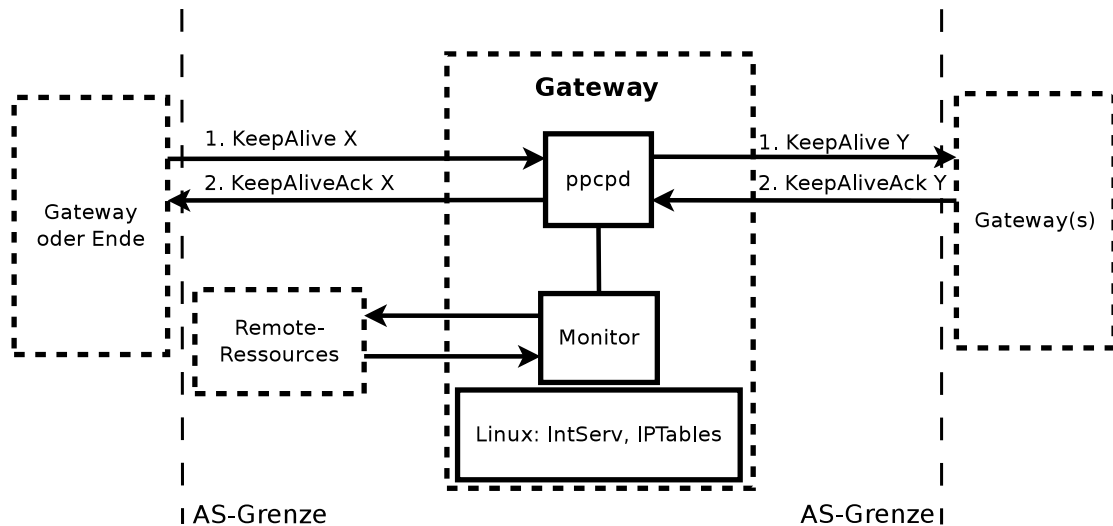 Gateway
1. KeepAlive X
1. KeepAlive Y
2. KeepAliveAck X
ppcpd
2. KeepAliveAck Y
Gateway
oder Ende
Gateway(s)
Remote-
Ressources
Monitor
Linux: IntServ, IPTables
AS-Grenze
AS-Grenze